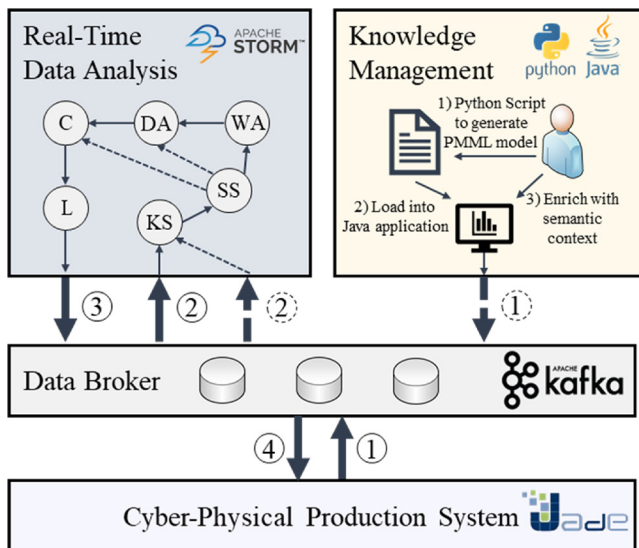 Real-Time
Data Analysis
APACHE
STORM™
C
DA
WA
SS
L
KS
Knowledge
Management
python
Java
1) Python Script
to generate
PMML model
2) Load into
Java application
3) Enrich with
semantic
context
3
2
2
1
Data Broker
APACHE
kafka
4
1
Cyber-Physical Production System
Jade